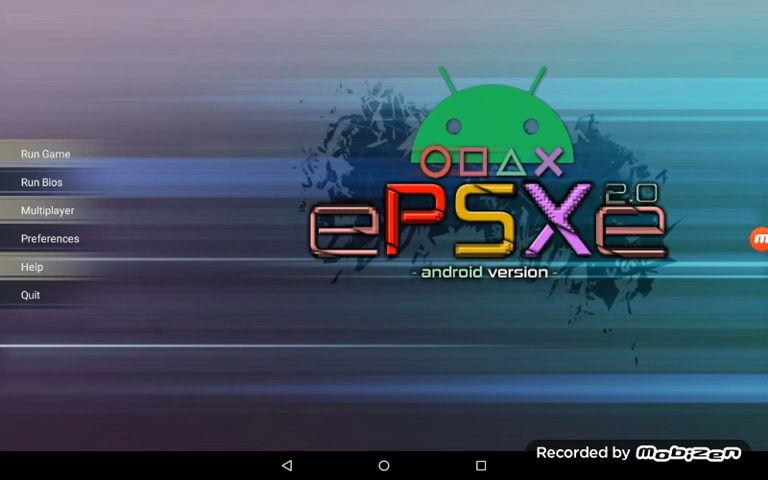 Run Game
Run Bios
Multiplayer
Preferences
Help
Quit
ePSXe 2.0
- android version -
Recorded by Mobizen